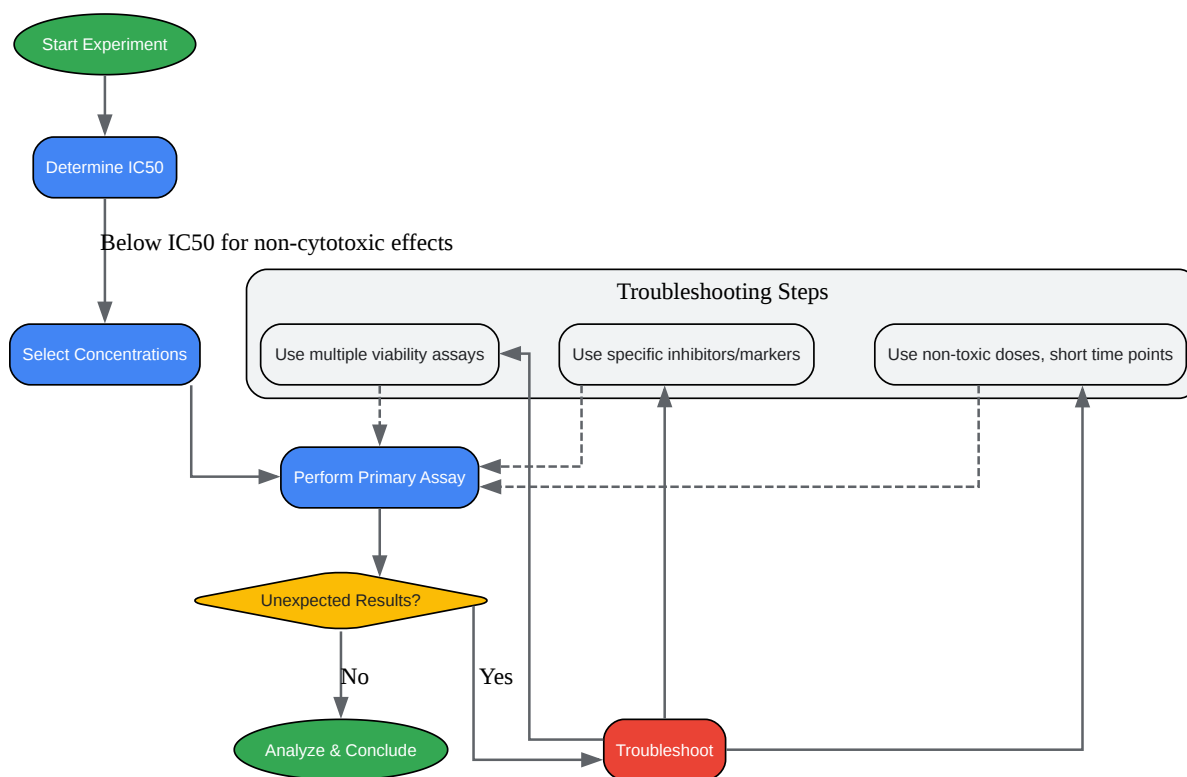 Start Experiment
Determine IC50
Below IC50 for non-cytotoxic effects
Troubleshooting Steps
Select Concentrations
Use multiple viability assays
Use specific inhibitors/markers
Use non-toxic doses, short time points
Perform Primary Assay
Unexpected Results?
No
Yes
Analyze & Conclude
Troubleshoot